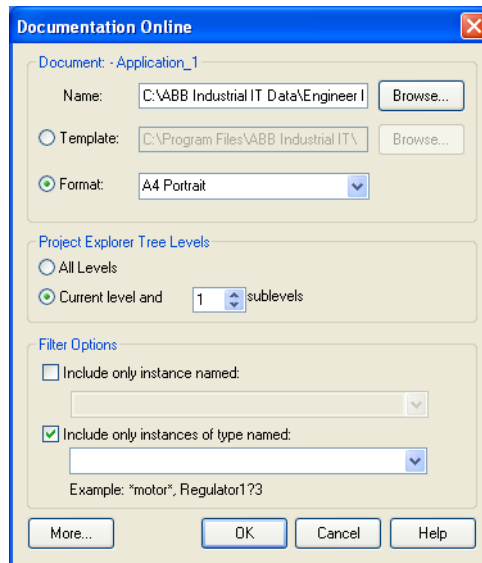 Documentation Online
Document: - Application_1
Name: C:\ABB Industrial IT Data\Engineer I Browse...
Template: C:\Program Files\ABB Industrial IT\ Browse...
Format: A4 Portrait
Project Explorer Tree Levels
All Levels
Current level and 1 sublevels
Filter Options
Include only instance named:
Include only instances of type named:
Example: *motor*, Regulator1?3
More... OK Cancel Help